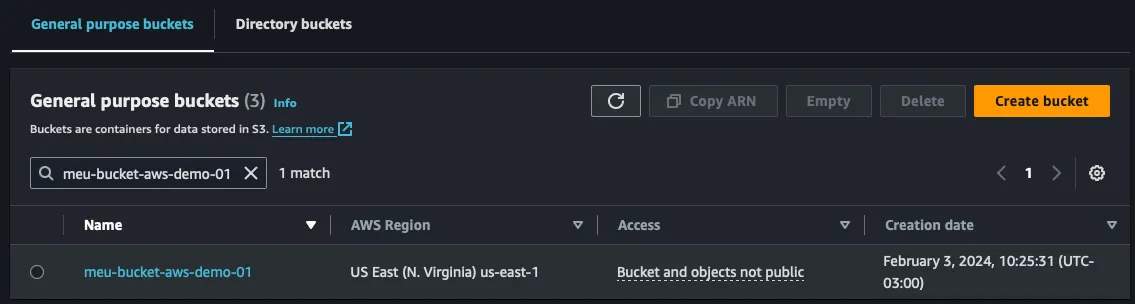 General purpose buckets Directory buckets
General purpose buckets (3) Info
Copy ARN Empty Delete Create bucket
Buckets are containers for data stored in S3. Learn more
meu-bucket-aws-demo-01 1 match 1
Name AWS Region Access Creation date
meu-bucket-aws-demo-01 US East (N. Virginia) us-east-1 Bucket and objects not public February 3, 2024, 10:25:31 (UTC-
03:00)